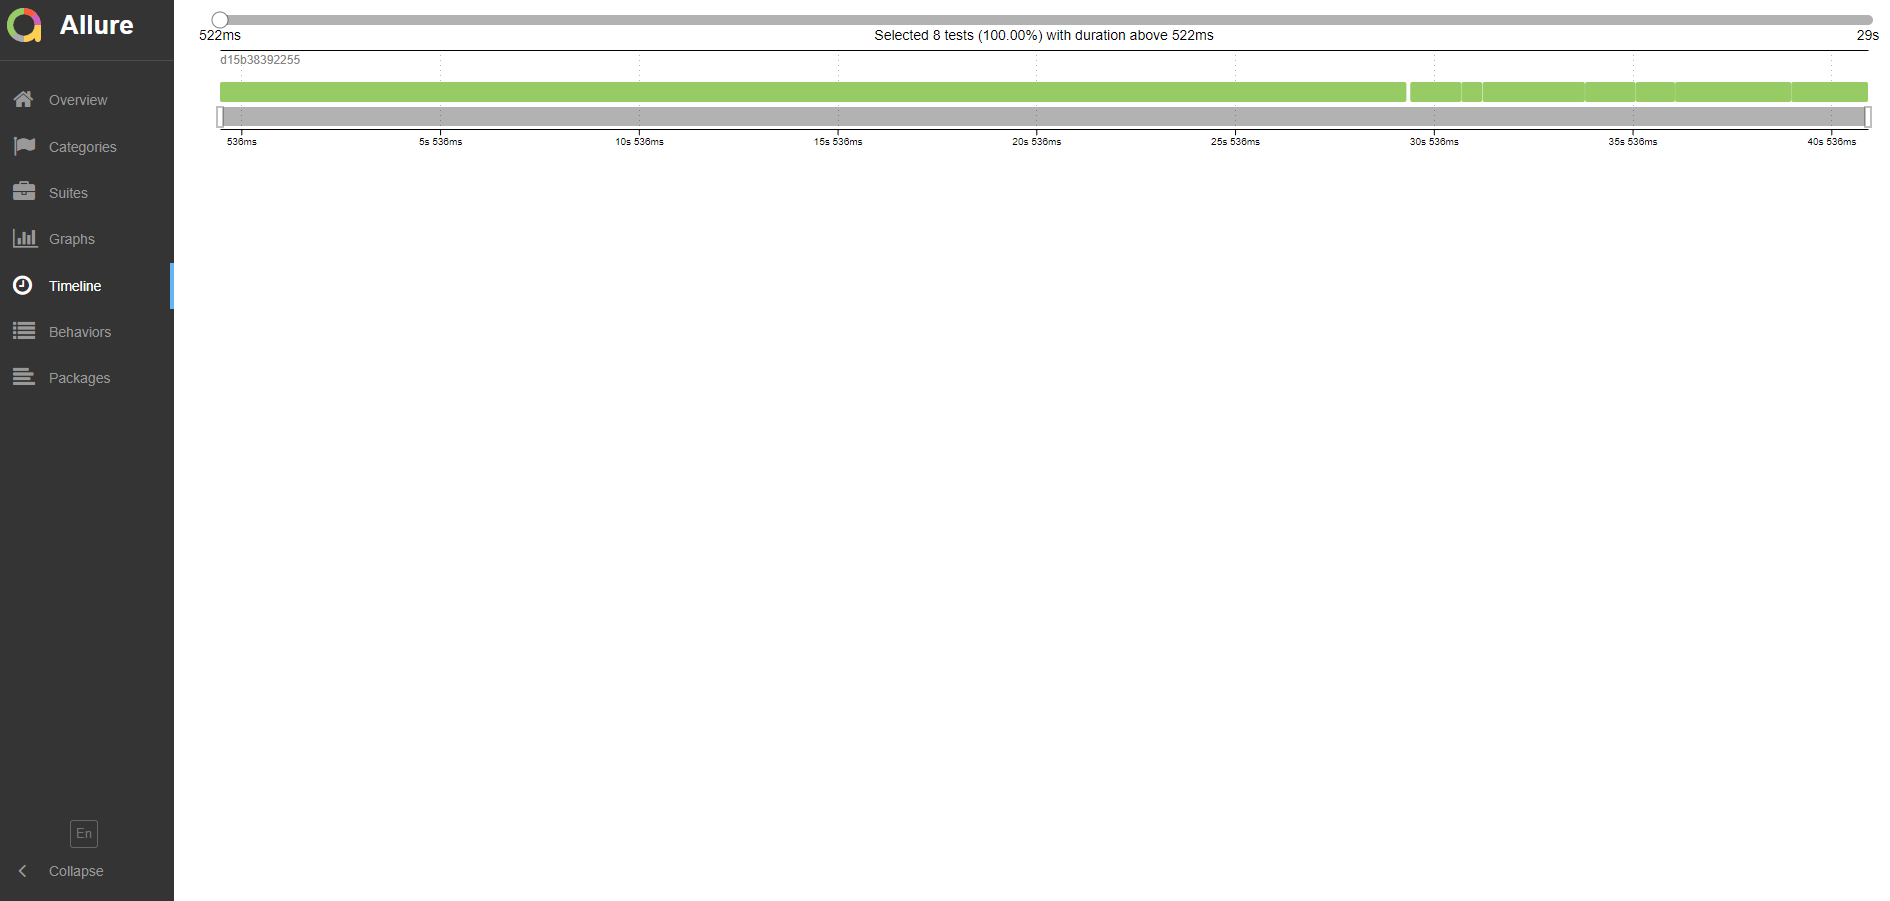 Allure
Overview
Categories
Suites
Graphs
Timeline
Behaviors
Packages
En
Collapse
522ms Selected 8 tests (100.00%) with duration above 522ms 29s
d15b38392255
536ms 5s 536ms 10s 536ms 15s 536ms 20s 536ms 25s 536ms 30s 536ms 35s 536ms 40s 536ms